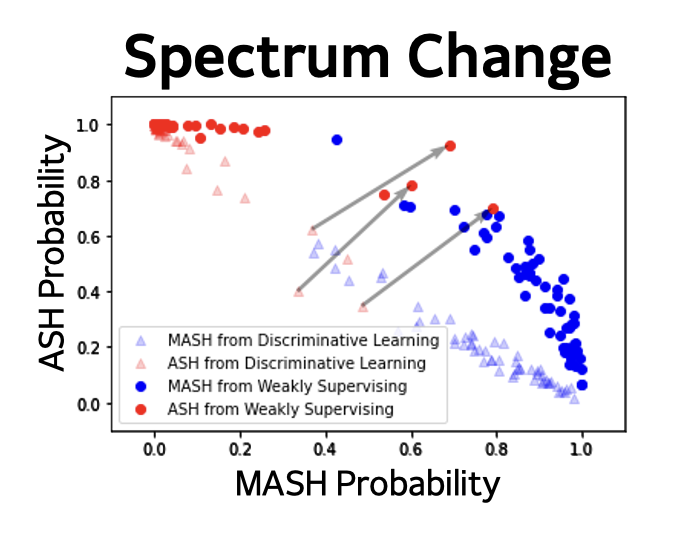 Spectrum Change
ASH Probability
1.0
0.8
0.6
0.4
0.2
0.0
MASH from Discriminative Learning
ASH from Discriminative Learning
MASH from Weakly Supervising
ASH from Weakly Supervising
0.0 0.2 0.4 0.6 0.8 1.0
MASH Probability